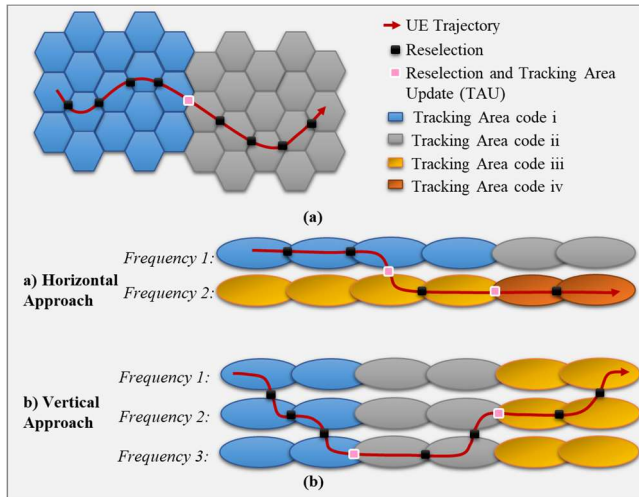 UE Trajectory
Reselection
Reselection and Tracking Area
Update (TAU)
Tracking Area code i
Tracking Area code ii
Tracking Area code iii
Tracking Area code iv
(a)
a) Horizontal
Approach
Frequency 1:
Frequency 2:
b) Vertical
Approach
Frequency 1:
Frequency 2:
Frequency 3:
(b)